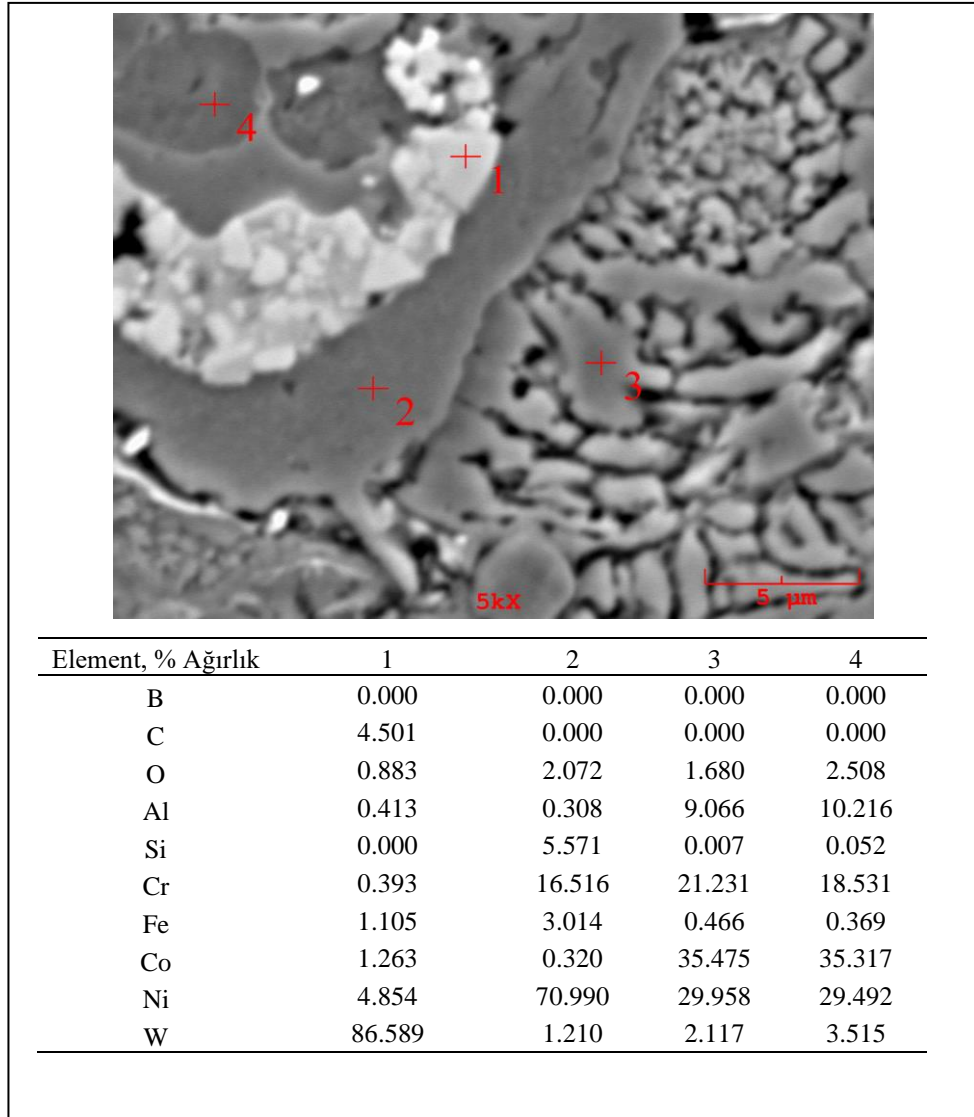 4
1
2
3
5kX
5 µm
Element, % Ağırlık 1 2 3 4
B 0.000 0.000 0.000 0.000
C 4.501 0.000 0.000 0.000
O 0.883 2.072 1.680 2.508
Al 0.413 0.308 9.066 10.216
Si 0.000 5.571 0.007 0.052
Cr 0.393 16.516 21.231 18.531
Fe 1.105 3.014 0.466 0.369
Co 1.263 0.320 35.475 35.317
Ni 4.854 70.990 29.958 29.492
W 86.589 1.210 2.117 3.515